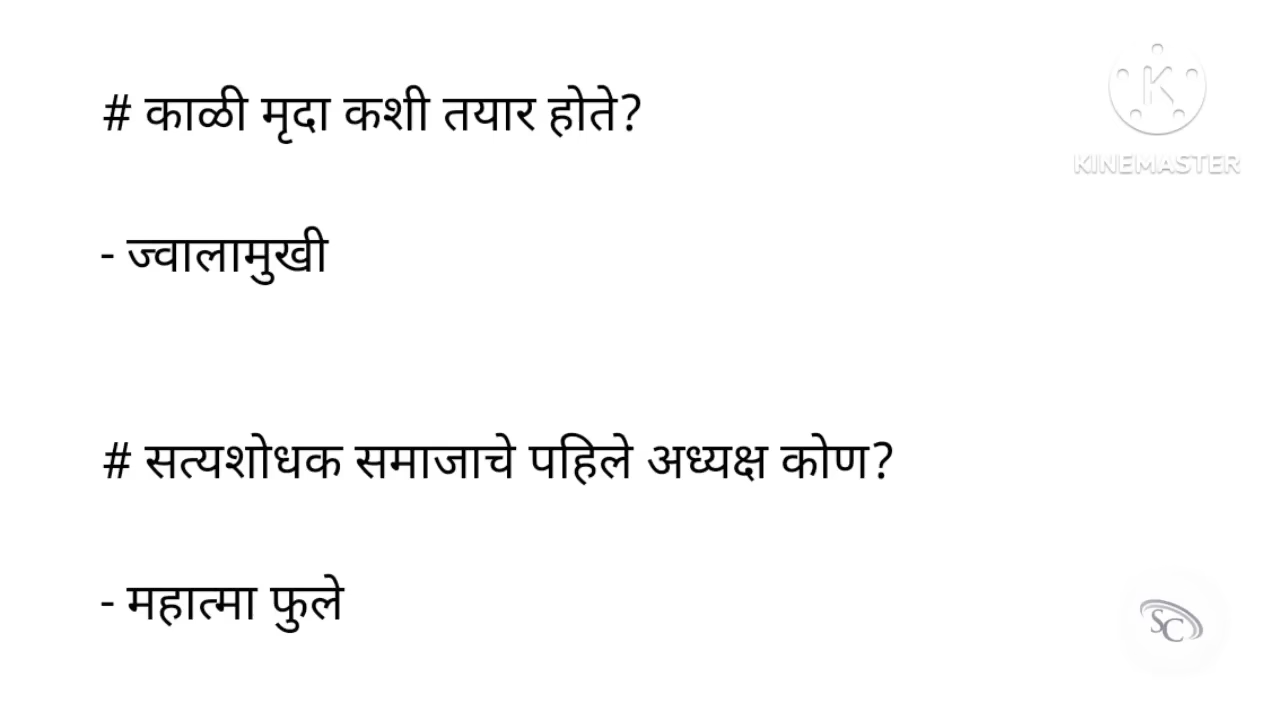 # काळी मृदा कशी तयार होते?
KINEMASTER
- ज्वालामुखी
# सत्यशोधक समाजाचे पहिले अध्यक्ष कोण?
- महात्मा फुले
SC